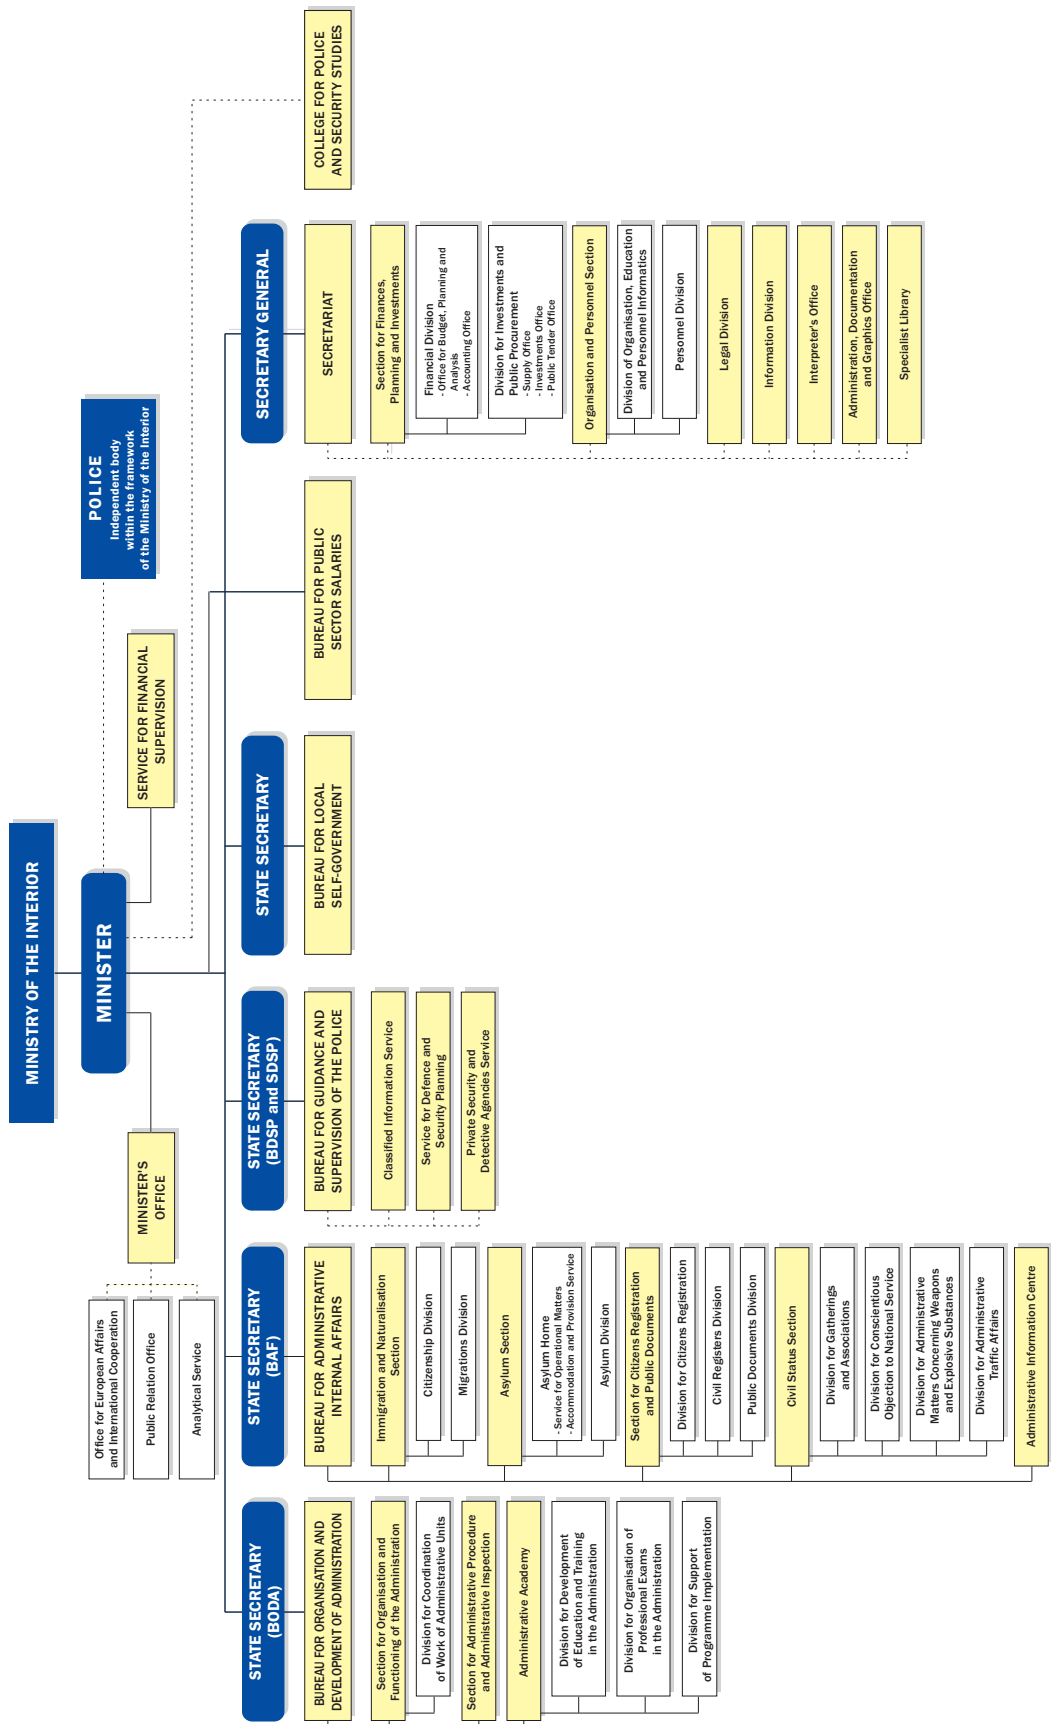 MINISTRY OF THE INTERIOR
MINISTER
POLICE
Independent body
within the framework
of the Ministry of the Interior
MINISTER'S
OFFICE
SERVICE FOR FINANCIAL
SUPERVISION
Office for European Affairs
and International Cooperation
Public Relation Office
Analytical Service
STATE SECRETARY
(BODA)
BUREAU FOR ORGANISATION AND
DEVELOPMENT OF ADMINISTRATION
Section for Organisation and
Functioning of the Administration
Division for Coordination
of Work of Administrative Units
Section for Administrative Procedure
and Administrative Inspection
Administrative Academy
Division for Development
of Education and Training
in the Administration
Division for Organisation of
Professional Exams
in the Administration
Division for Support
of Programme Implementation
STATE SECRETARY
(BAF)
BUREAU FOR ADMINISTRATIVE
INTERNAL AFFAIRS
Immigration and Naturalisation
Section
Citizenship Division
Migrations Division
Asylum Section
Asylum Home
- Service for Operational Matters
- Accommodation and Provision Service
Asylum Division
Section for Citizens Registration
and Public Documents
Division for Citizens Registration
Civil Registers Division
Public Documents Division
Civil Status Section
Division for Gatherings
and Associations
Division for Conscientious
Objection to National Service
Division for Administrative
Matters Concerning Weapons
and Explosive Substances
Division for Administrative
Traffic Affairs
Administrative Information Centre
STATE SECRETARY
(BDSP and SDSP)
BUREAU FOR GUIDANCE AND
SUPERVISION OF THE POLICE
Classified Information Service
Service for Defence and
Security Planning
Private Security and
Detective Agencies Service
STATE SECRETARY
BUREAU FOR LOCAL
SELF-GOVERNMENT
BUREAU FOR PUBLIC
SECTOR SALARIES
SECRETARY GENERAL
SECRETARIAT
Section for Finances,
Planning and Investments
Financial Division
- Office for Budget, Planning and
Analysis
- Accounting Office
Division for Investments and
Public Procurement
- Supply Office
- Investments Office
- Public Tender Office
Organisation and Personnel Section
Division of Organisation, Education
and Personnel Informatics
Personnel Division
Legal Division
Information Division
Interpreter's Office
Administration, Documentation
and Graphics Office
Specialist Library
COLLEGE FOR POLICE
AND SECURITY STUDIES